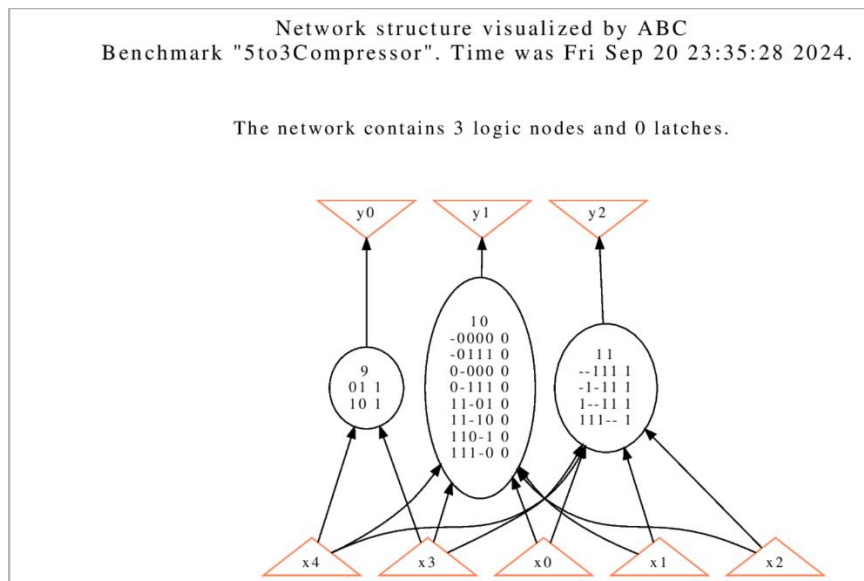 Network structure visualized by ABC
Benchmark "5to3Compressor". Time was Fri Sep 20 23:35:28 2024.
The network contains 3 logic nodes and 0 latches.
y0
y1
y2
9
01 1
10 1
10
-0000 0
-0111 0
0-000 0
0-111 0
11-01 0
11-10 0
110-1 0
111-0 0
11
--111 1
-1-11 1
1--11 1
111-- 1
x4
x3
x0
x1
x2